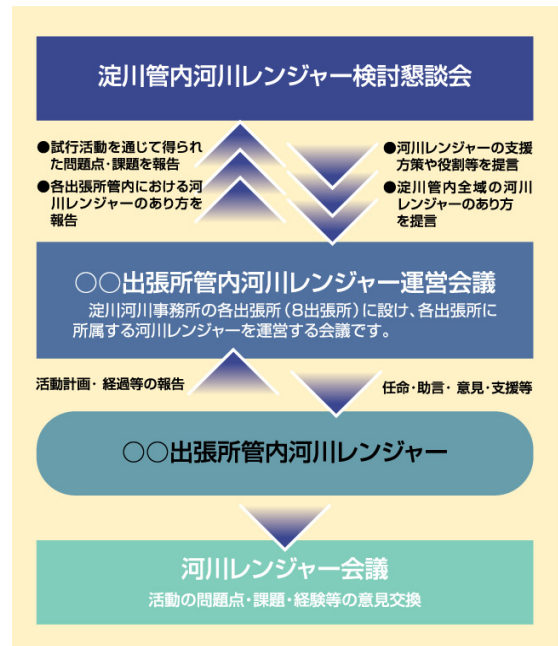 淀川管内河川レンジャー検討懇談会
●試行活動を通じて得られ
た問題点・課題を報告
●各出張所管内における河
川レンジャーのあり方を
報告
●河川レンジャーの支援
方策や役割等を提言
●淀川管内全域の河川
レンジャーのあり方
を提言
○○出張所管内河川レンジャー運営会議
淀川河川事務所の各出張所（8出張所）に設け、各出張所に
所属する河川レンジャーを運営する会議です。
活動計画・経過等の報告
任命・助言・意見・支援等
○○出張所管内河川レンジャー
河川レンジャー会議
活動の問題点・課題・経験等の意見交換